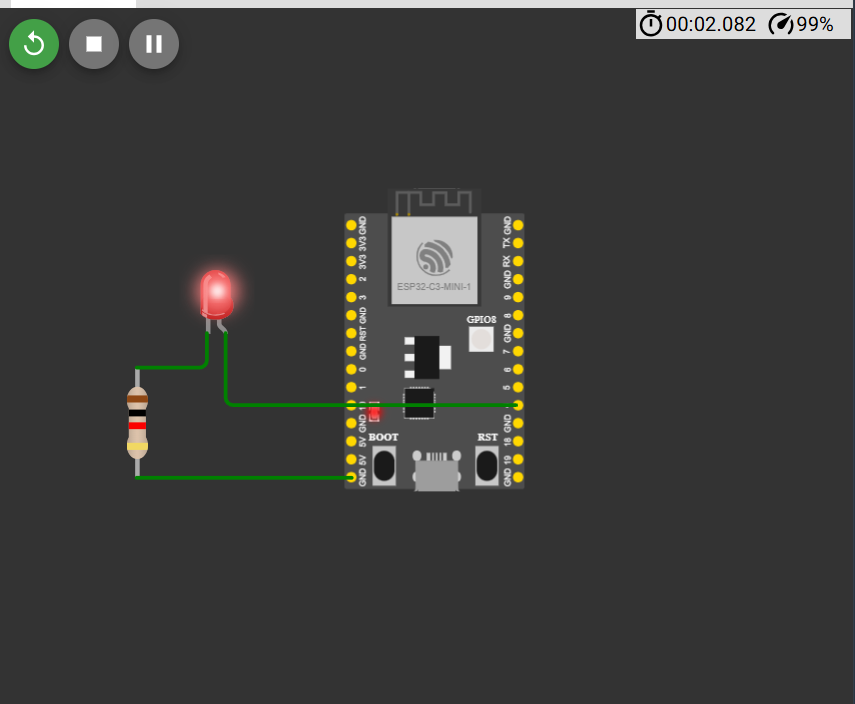 00:02.082 99%
ESP32-C3-MINI-1
GPIO8
BOOT
RST
GND
3V3
3V3
2
3
GND
RST
GND
0
1
10
GND
5V
5V
GND
GND
TX
RX
GND
9
8
GND
7
6
5
GND
18
19
GND